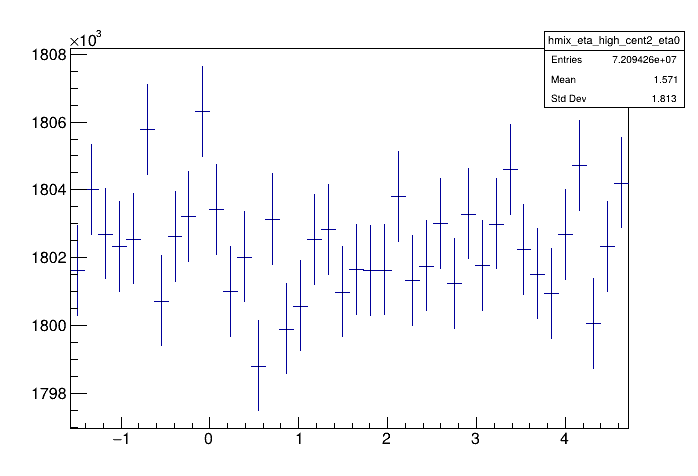 ×10³
hmix_eta_high_cent2_eta0
Entries 7.209426e+07
Mean 1.571
Std Dev 1.813
1808
1806
1804
1802
1800
1798
−1 0 1 2 3 4